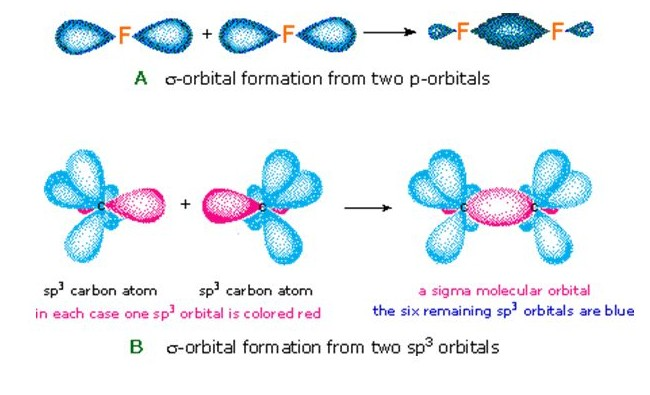 F + F F F
A σ-orbital formation from two p-orbitals
C + C C C
sp³ carbon atom sp³ carbon atom a sigma molecular orbital
in each case one sp³ orbital is colored red the six remaining sp³ orbitals are blue
B σ-orbital formation from two sp³ orbitals